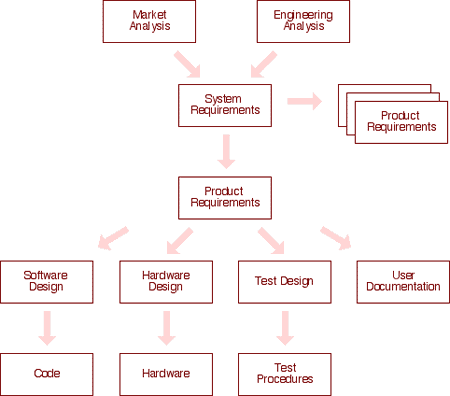 Market
Analysis
Engineering
Analysis
System
Requirements
Product
Requirements
Product
Requirements
Software
Design
Hardware
Design
Test Design
User
Documentation
Code
Hardware
Test
Procedures